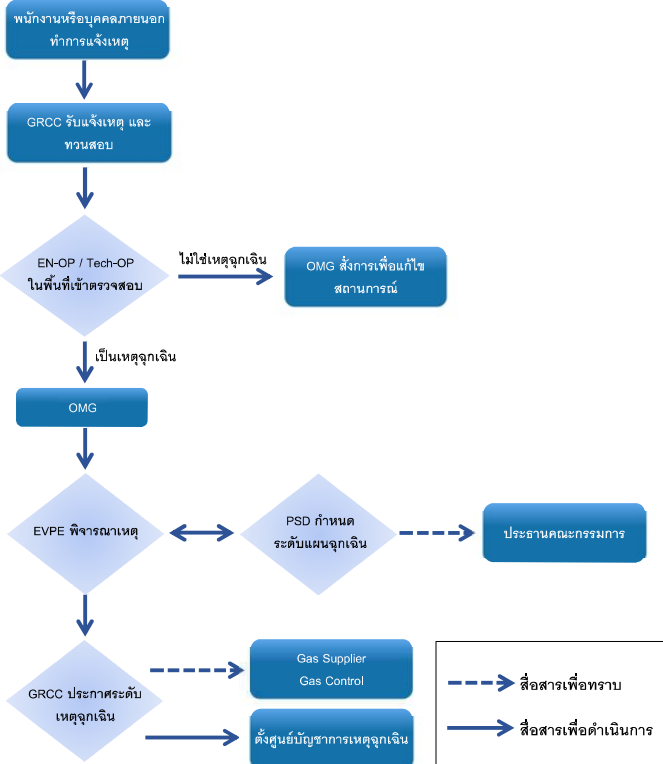 พนักงานหรือบุคคลภายนอก
ทำการแจ้งเหตุ
GRCC รับแจ้งเหตุ และ
ทวนสอบ
EN-OP / Tech-OP
ในพื้นที่เข้าตรวจสอบ
ไม่ใช่เหตุฉุกเฉิน
OMG สั่งการเพื่อแก้ไข
สถานการณ์
เป็นเหตุฉุกเฉิน
OMG
EVPE พิจารณาเหตุ
PSD กำหนด
ระดับแผนฉุกเฉิน
ประธานคณะกรรมการ
GRCC ประกาศระดับ
เหตุฉุกเฉิน
Gas Supplier
Gas Control
ตั้งศูนย์บัญชาการเหตุฉุกเฉิน
สื่อสารเพื่อทราบ
สื่อสารเพื่อดำเนินการ